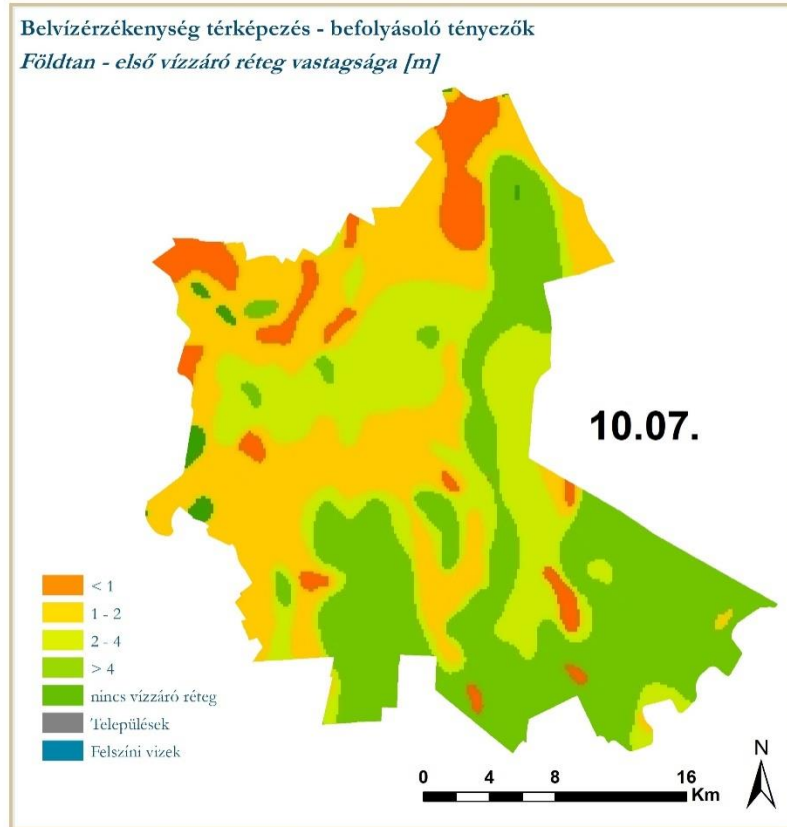 Belvízérzékenység térképezés - befolyásoló tényezők
Földtan - első vízzáró réteg vastagsága [m]
10.07.
< 1
1 - 2
2 - 4
> 4
nincs vízzáró réteg
Települések
Felszíni vizek
N
0 4 8 16
Km